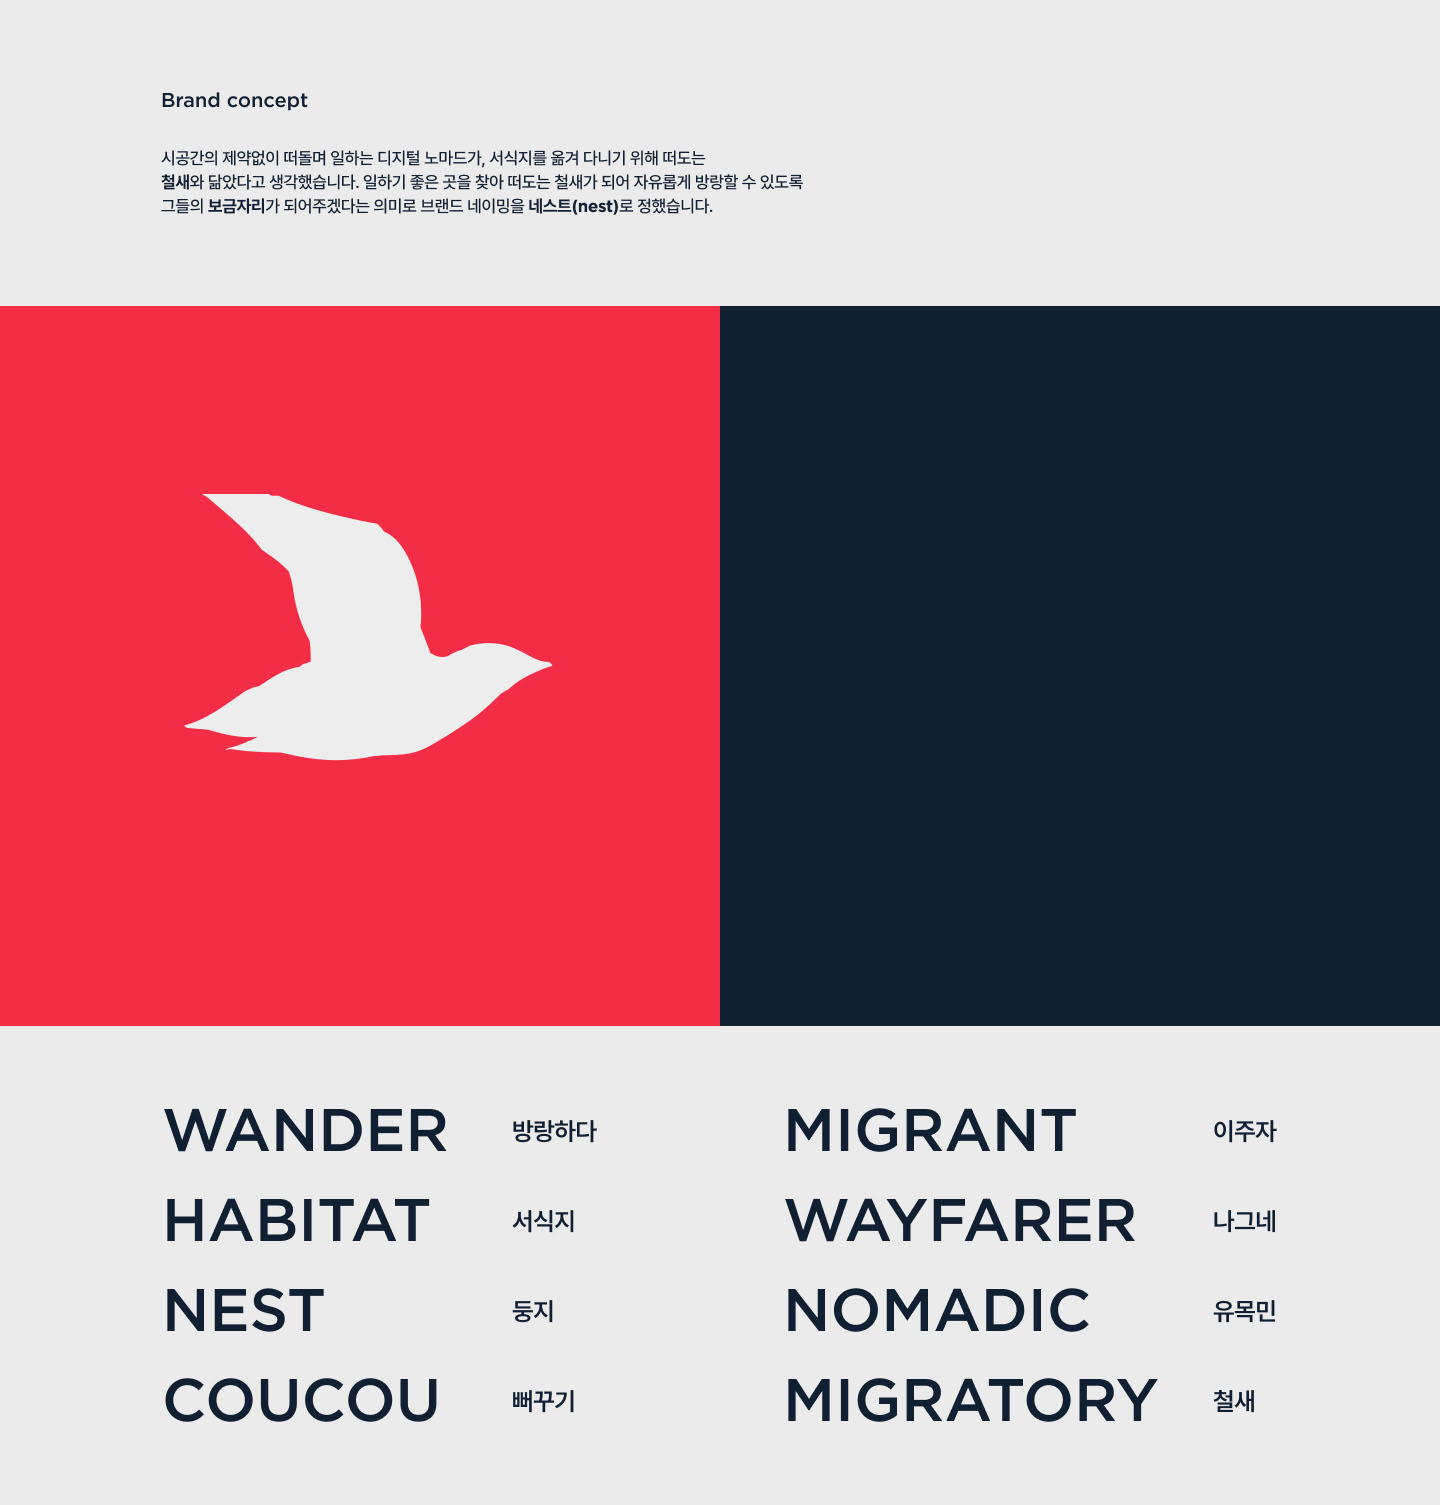 Brand concept
시공간의 제약없이 떠돌며 일하는 디지털 노마드가, 서식지를 옮겨 다니기 위해 떠도는
철새와 닮았다고 생각했습니다. 일하기 좋은 곳을 찾아 떠도는 철새가 되어 자유롭게 방랑할 수 있도록
그들의 보금자리가 되어주겠다는 의미로 브랜드 네이밍을 네스트(nest)로 정했습니다.
WANDER 방랑하다
HABITAT 서식지
NEST 둥지
COUCOU 뻐꾸기
MIGRANT 이주자
WAYFARER 나그네
NOMADIC 유목민
MIGRATORY 철새